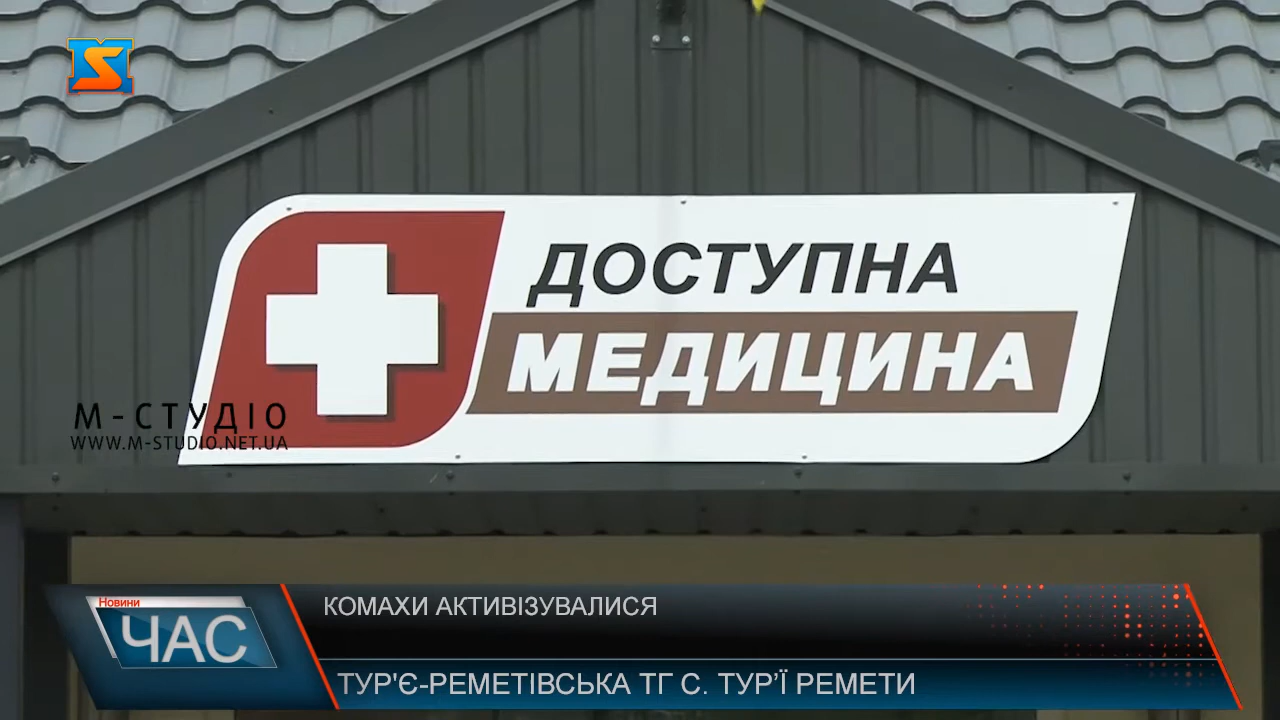 ДОСТУПНА
МЕДИЦИНА
М-СТУДІО
WWW.M-STUDIO.NET.UA
Новини
ЧАС
КОМАХИ АКТИВІЗУВАЛИСЯ
ТУР'Є-РЕМЕТІВСЬКА ТГ С. ТУР’Ї РЕМЕТИ